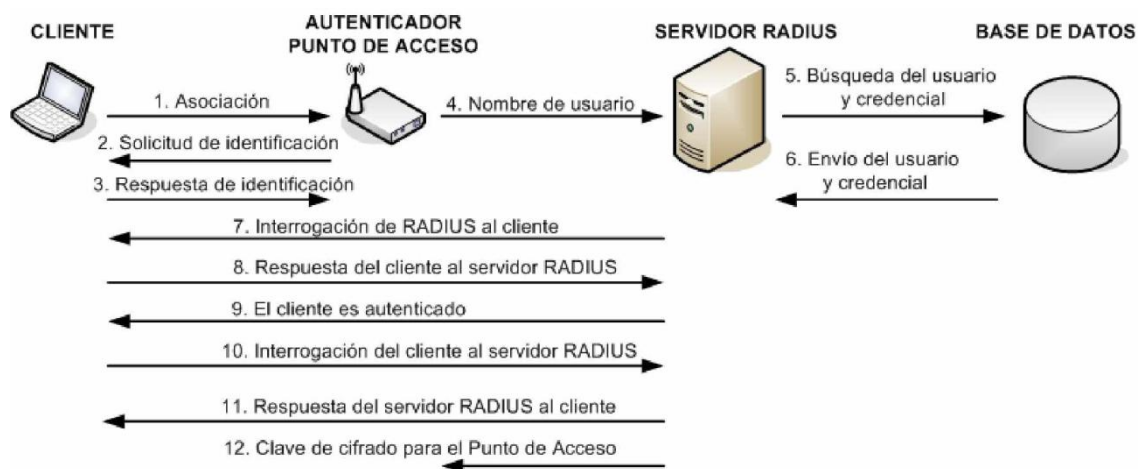 CLIENTE
AUTENTICADOR
PUNTO DE ACCESO
SERVIDOR RADIUS
BASE DE DATOS
1. Asociación
2. Solicitud de identificación
3. Respuesta de identificación
4. Nombre de usuario
5. Búsqueda del usuario
y credencial
6. Envío del usuario
y credencial
7. Interrogación de RADIUS al cliente
8. Respuesta del cliente al servidor RADIUS
9. El cliente es autenticado
10. Interrogación del cliente al servidor RADIUS
11. Respuesta del servidor RADIUS al cliente
12. Clave de cifrado para el Punto de Acceso